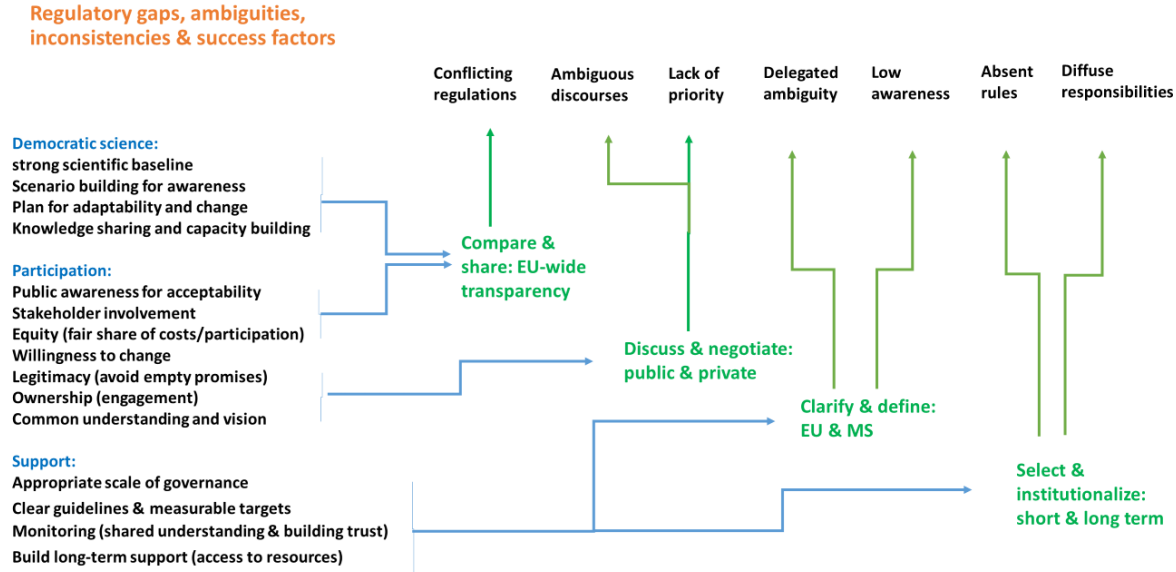 Regulatory gaps, ambiguities,
inconsistencies & success factors
Conflicting
regulations
Ambiguous
discourses
Lack of
priority
Delegated
ambiguity
Low
awareness
Absent
rules
Diffuse
responsibilities
Democratic science:
strong scientific baseline
Scenario building for awareness
Plan for adaptability and change
Knowledge sharing and capacity building
Participation:
Public awareness for acceptability
Stakeholder involvement
Equity (fair share of costs/participation)
Willingness to change
Legitimacy (avoid empty promises)
Ownership (engagement)
Common understanding and vision
Support:
Appropriate scale of governance
Clear guidelines & measurable targets
Monitoring (shared understanding & building trust)
Build long-term support (access to resources)
Compare &
share: EU-wide
transparency
Discuss & negotiate:
public & private
Clarify & define:
EU & MS
Select &
institutionalize:
short & long term